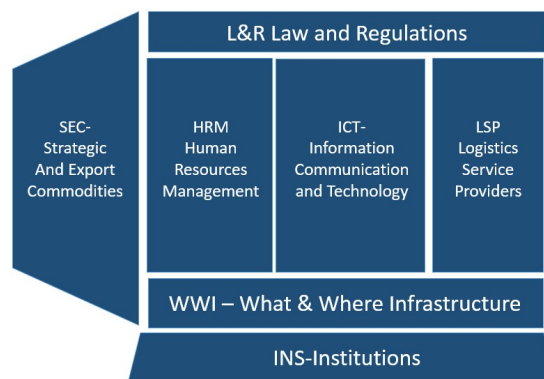 L&R Law and Regulations
SEC-
Strategic
And Export
Commodities
HRM
Human
Resources
Management
ICT-
Information
Communication
and Technology
LSP
Logistics
Service
Providers
WWI – What & Where Infrastructure
INS-Institutions